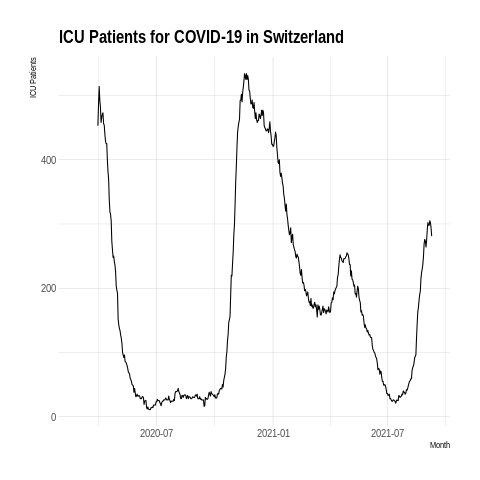 ICU Patients for COVID-19 in Switzerland
ICU Patients
400
200
0
2020-07
2021-01
2021-07
Month